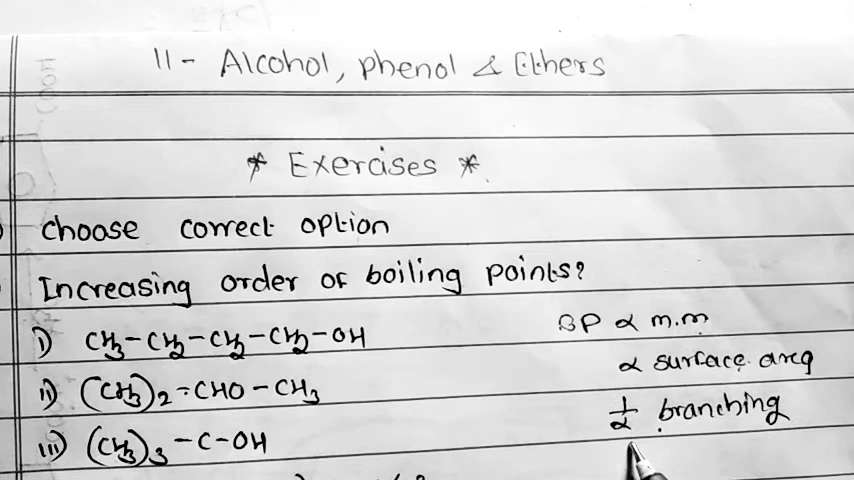 11- Alcohol, phenol & Ethers
* Exercises *
choose correct option
Increasing order of boiling points?
i) CH₃-CH₂-CH₂-CH₂-OH BP ∝ m.m
∝ surface area
ii) (CH₃)₂-CHO-CH₃
1/∝ branching
iii) (CH₃)₃-C-OH